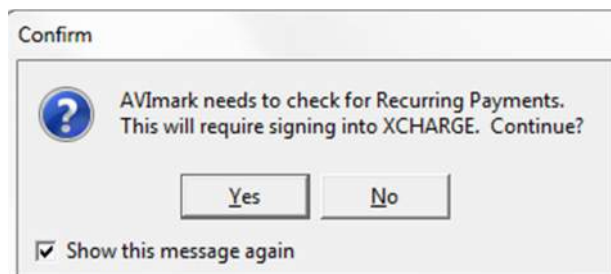 Confirm
AVImark needs to check for Recurring Payments.
This will require signing into XCHARGE. Continue?
Yes
No
Show this message again